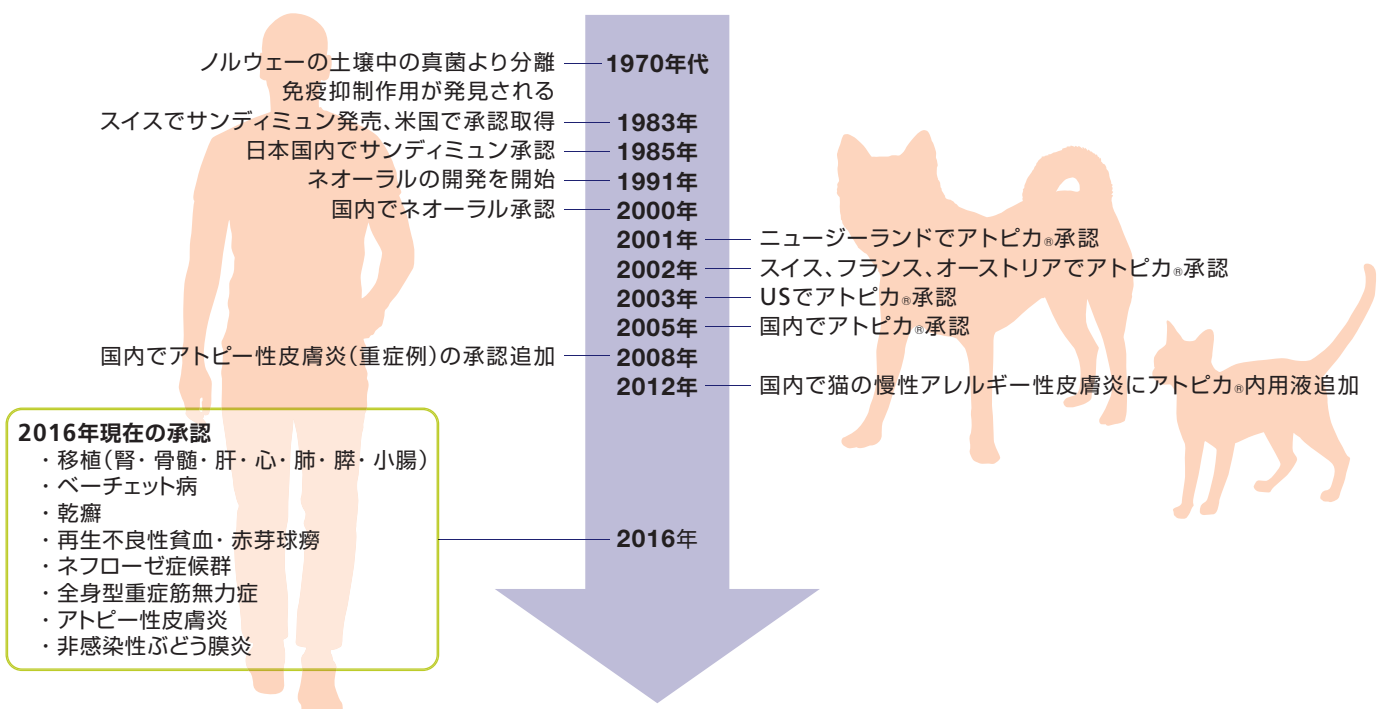 ノルウェーの土壌中の真菌より分離 1970年代
免疫抑制作用が発見される
スイスでサンディミュン発売、米国で承認取得 1983年
日本国内でサンディミュン承認 1985年
ネオーラルの開発を開始 1991年
国内でネオーラル承認 2000年
2001年 ニュージーランドでアトピカ®承認
2002年 スイス、フランス、オーストリアでアトピカ®承認
2003年 USでアトピカ®承認
2005年 国内でアトピカ®承認
国内でアトピー性皮膚炎(重症例)の承認追加 2008年
2012年 国内で猫の慢性アレルギー性皮膚炎にアトピカ®内用液追加
2016年現在の承認
・移植(腎・骨髄・肝・心・肺・膵・小腸)
・ベーチェット病
・乾癬
・再生不良性貧血・赤芽球癆
・ネフローゼ症候群
・全身型重症筋無力症
・アトピー性皮膚炎
・非感染性ぶどう膜炎
2016年